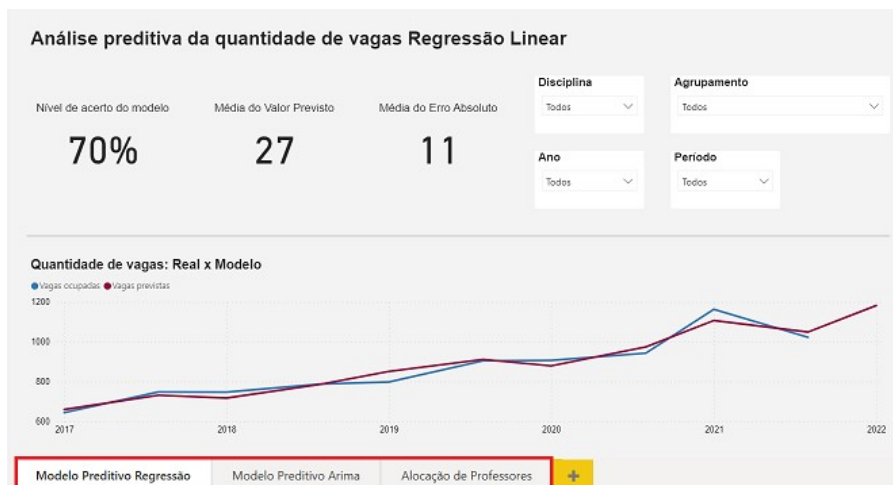 Análise preditiva da quantidade de vagas Regressão Linear
Nível de acerto do modelo
70%
Média do Valor Previsto
27
Média do Erro Absoluto
11
Disciplina
Todos
Agrupamento
Todos
Ano
Todos
Período
Todos
Quantidade de vagas: Real x Modelo
Vagas ocupadas Vagas previstas
1200
1000
800
600
2017 2018 2019 2020 2021 2022
Modelo Preditivo Regressão Modelo Preditivo Arima Alocação de Professores +